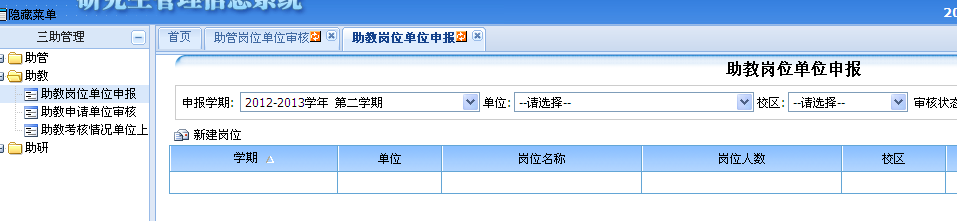 研究生管理信息系统
隐藏菜单
20
三助管理
首页 助管岗位单位审核 助教岗位单位申报
助管
助教
助教岗位单位申报
助教申请单位审核
助教考核情况单位上
助研
助教岗位单位申报
申报学期: 2012-2013学年 第二学期 单位: --请选择-- 校区: --请选择-- 审核状态
新建岗位
学期 单位 岗位名称 岗位人数 校区